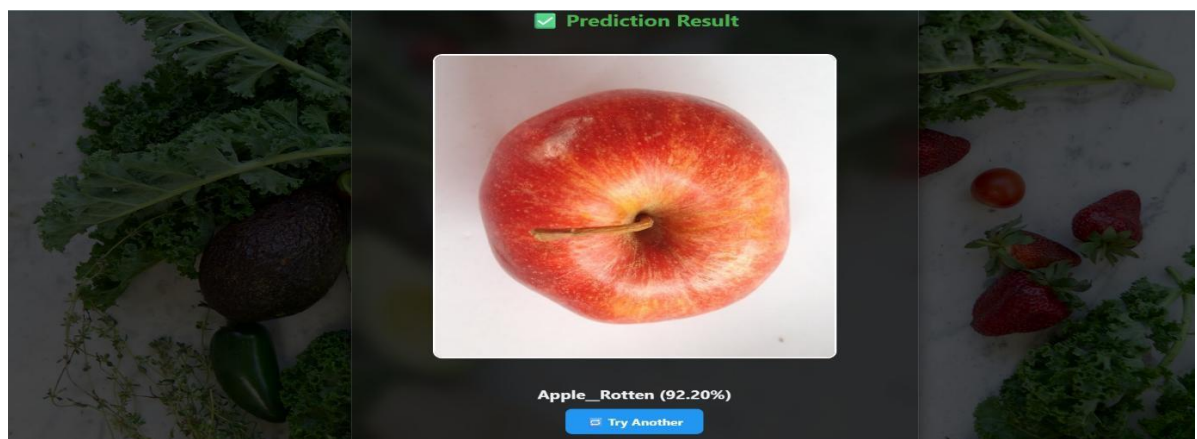 ✅ Prediction Result
Apple__Rotten (92.20%)
Try Another